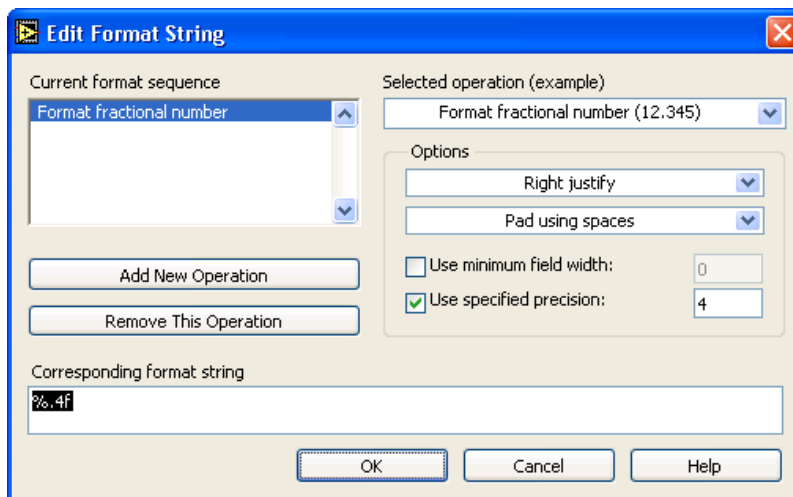 Edit Format String
Current format sequence
Format fractional number
Add New Operation
Remove This Operation
Selected operation (example)
Format fractional number (12.345)
Options
Right justify
Pad using spaces
Use minimum field width: 0
Use specified precision: 4
Corresponding format string
%.4f
OK Cancel Help